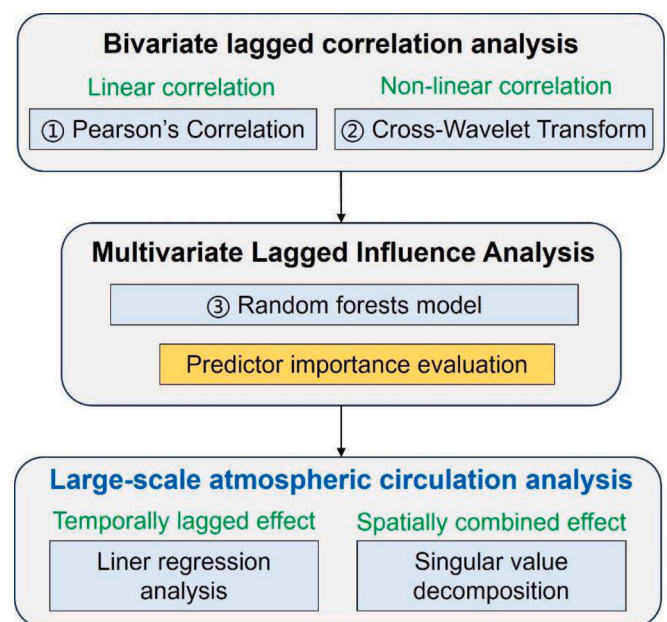 Bivariate lagged correlation analysis
Linear correlation
Non-linear correlation
① Pearson's Correlation
② Cross-Wavelet Transform
Multivariate Lagged Influence Analysis
③ Random forests model
Predictor importance evaluation
Large-scale atmospheric circulation analysis
Temporally lagged effect
Spatially combined effect
Liner regression
analysis
Singular value
decomposition